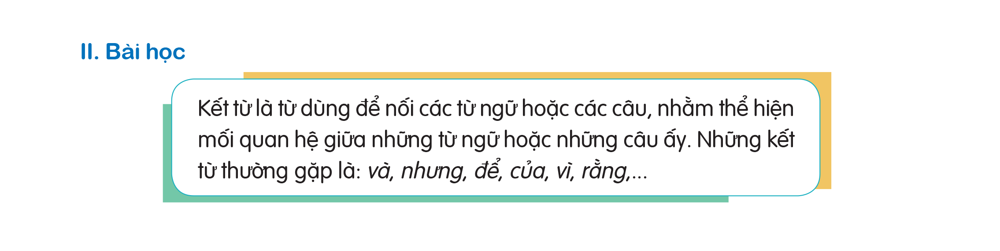 II. Bài học
Kết từ là từ dùng để nối các từ ngữ hoặc các câu, nhằm thể hiện
mối quan hệ giữa những từ ngữ hoặc những câu ấy. Những kết
từ thường gặp là: và, nhưng, để, của, vì, rằng,...